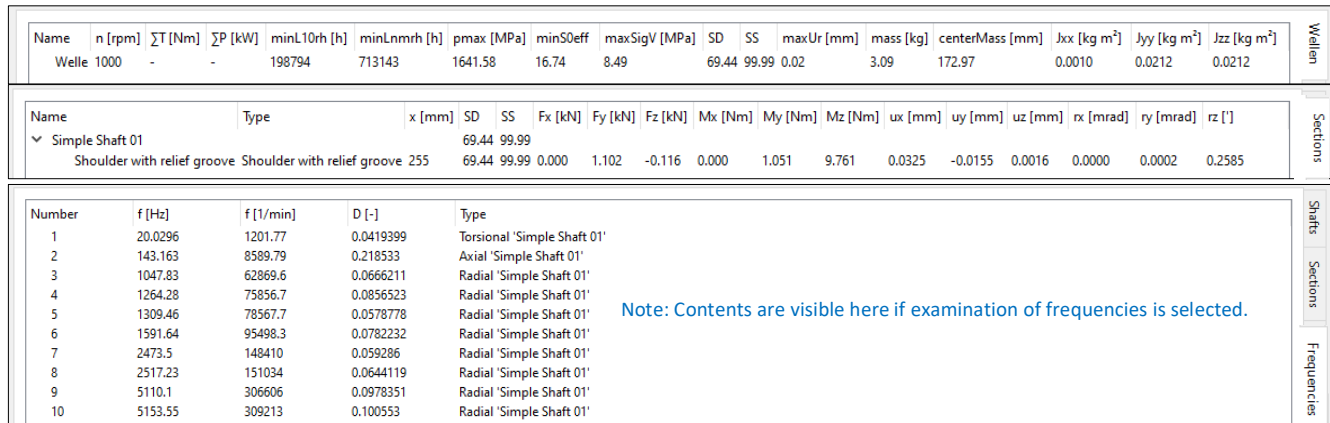 Name n [rpm] ∑T [Nm] ∑P [kW] minL10rh [h] minLnmrh [h] pmax [MPa] minS0eff maxSigV [MPa] SD SS maxUr [mm] mass [kg] centerMass [mm] Jxx [kg m²] Jyy [kg m²] Jzz [kg m²]
Welle 1000 - - 198794 713143 1641.58 16.74 8.49 69.44 99.99 0.02 3.09 172.97 0.0010 0.0212 0.0212
Wellen
Name Type x [mm] SD SS Fx [kN] Fy [kN] Fz [kN] Mx [Nm] My [Nm] Mz [Nm] ux [mm] uy [mm] uz [mm] rx [mrad] ry [mrad] rz [']
Simple Shaft 01 69.44 99.99
Shoulder with relief groove Shoulder with relief groove 255 69.44 99.99 0.000 1.102 -0.116 0.000 1.051 9.761 0.0325 -0.0155 0.0016 0.0000 0.0002 0.2585
Sections
Number f [Hz] f [1/min] D [-] Type
1 20.0296 1201.77 0.0419399 Torsional 'Simple Shaft 01'
2 143.163 8589.79 0.218533 Axial 'Simple Shaft 01'
3 1047.83 62869.6 0.0666211 Radial 'Simple Shaft 01'
4 1264.28 75856.7 0.0856523 Radial 'Simple Shaft 01'
5 1309.46 78567.7 0.0578778 Radial 'Simple Shaft 01'
6 1591.64 95498.3 0.0782232 Radial 'Simple Shaft 01'
7 2473.5 148410 0.059286 Radial 'Simple Shaft 01'
8 2517.23 151034 0.0644119 Radial 'Simple Shaft 01'
9 5110.1 306606 0.0978351 Radial 'Simple Shaft 01'
10 5153.55 309213 0.100553 Radial 'Simple Shaft 01'
Note: Contents are visible here if examination of frequencies is selected.
Shafts
Sections
Frequencies